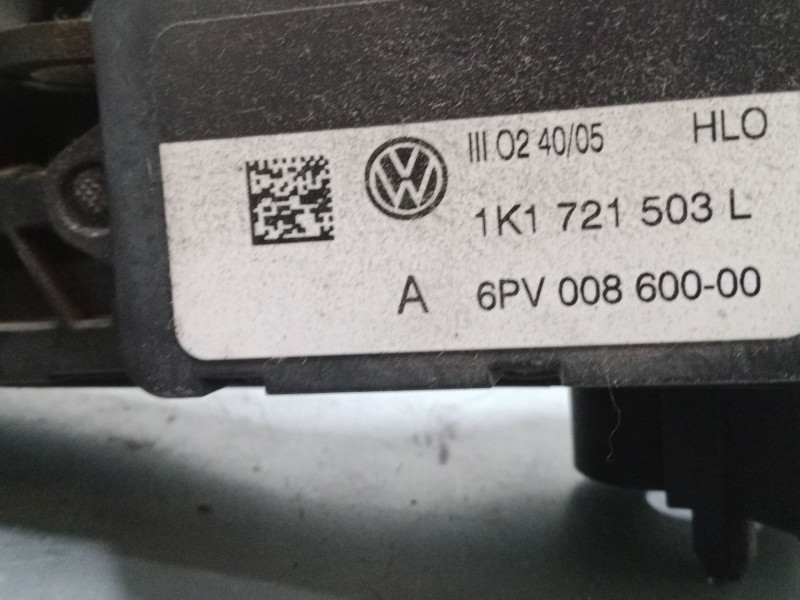 III O2 40/05 HLO
1K1 721 503 L
A 6PV 008 600-00